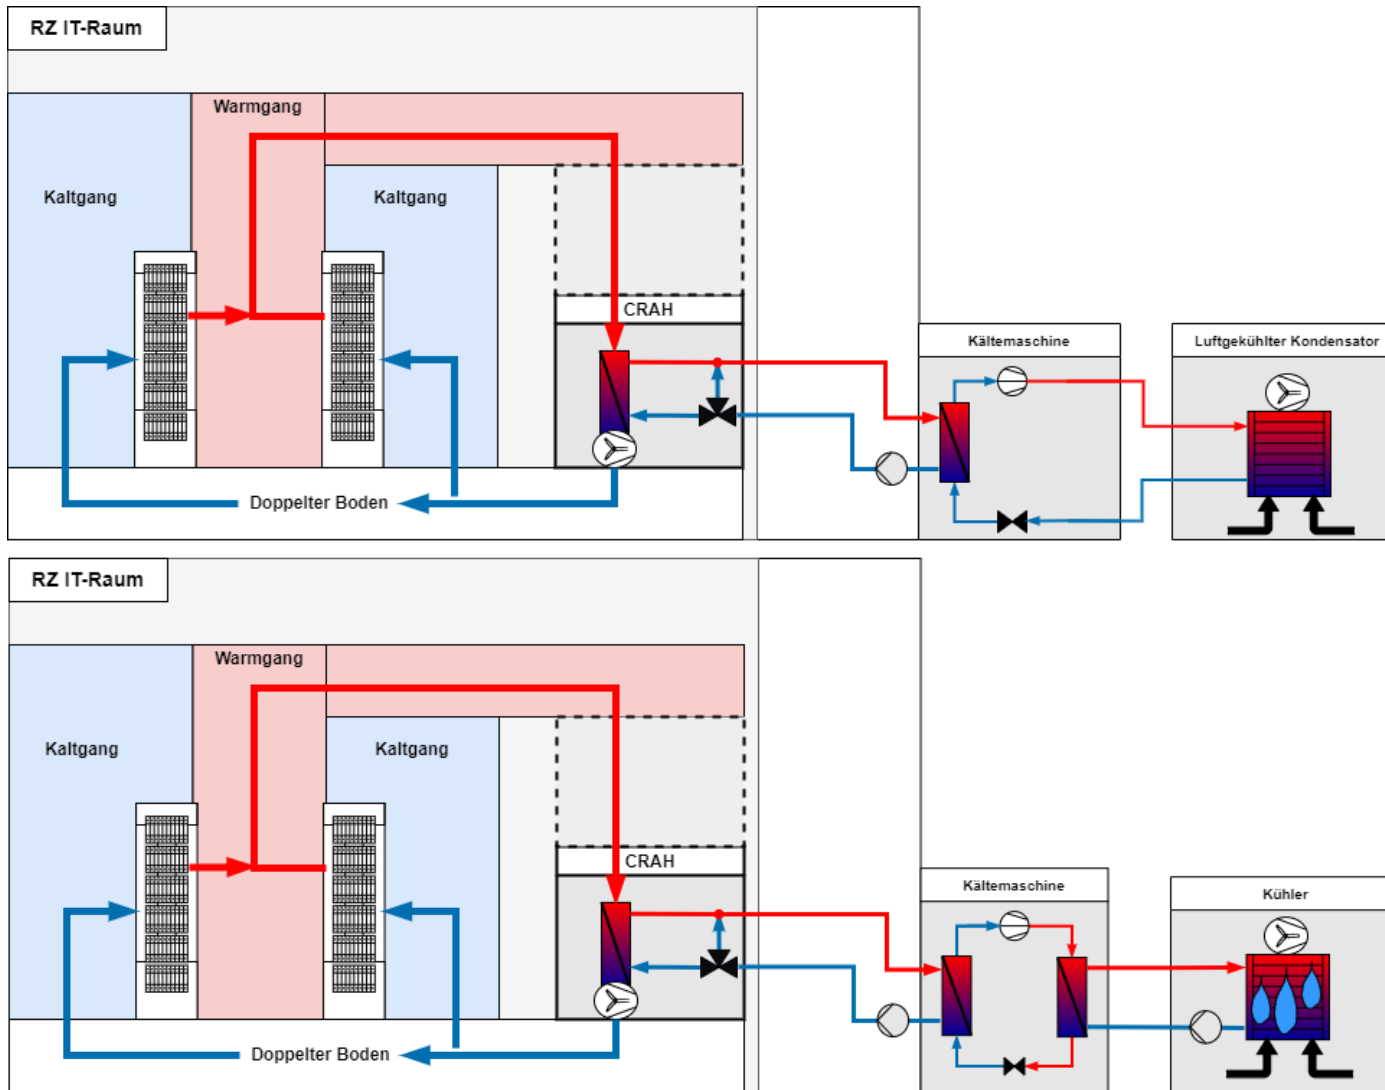 RZ IT-Raum
Warmgang
Kaltgang
Kaltgang
CRAH
Kältemaschine
Luftgekühlter Kondensator
Doppelter Boden
RZ IT-Raum
Warmgang
Kaltgang
Kaltgang
CRAH
Kältemaschine
Kühler
Doppelter Boden